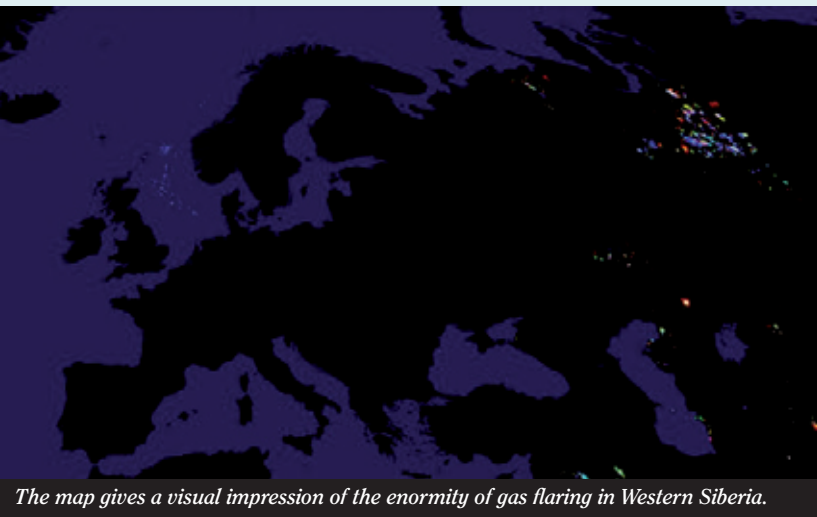 The map gives a visual impression of the enormity of gas flaring in Western Siberia.